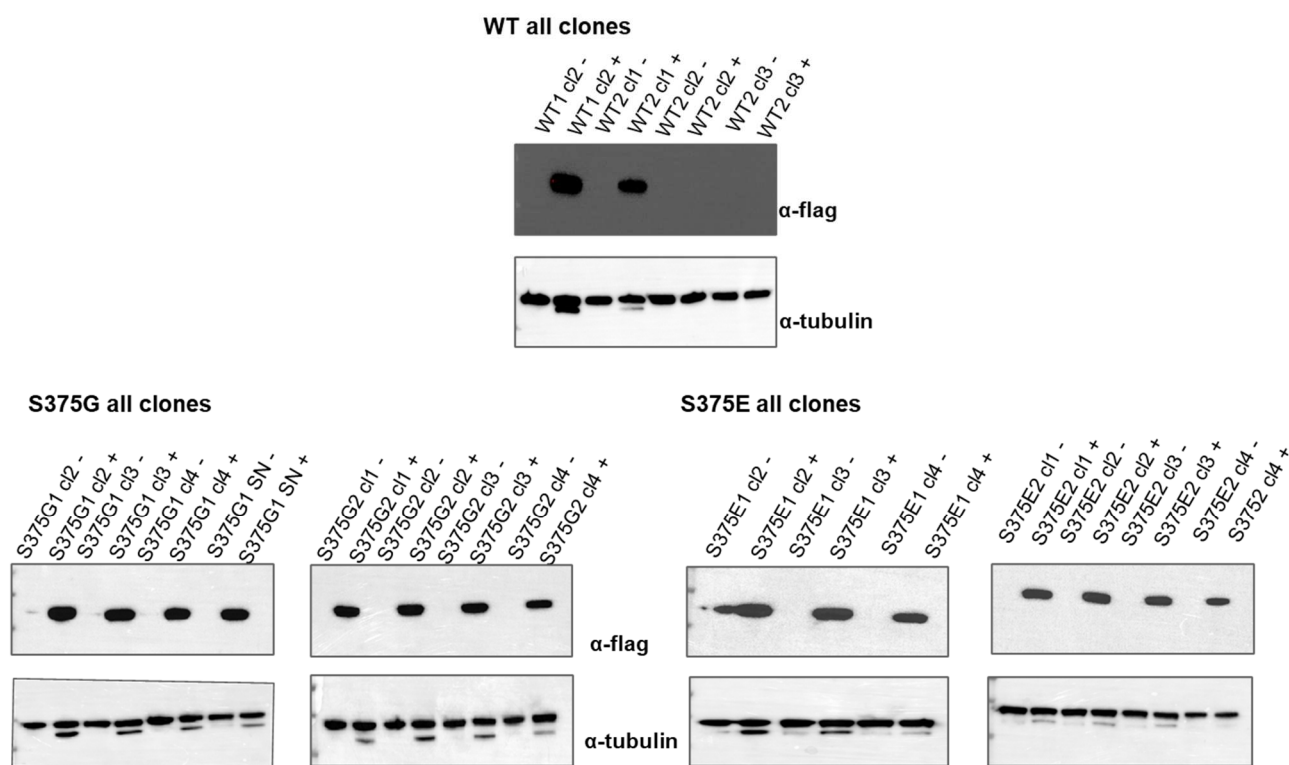 WT all clones
WT1 cl2 -
WT1 cl2 +
WT2 cl1 -
WT2 cl1 +
WT2 cl2 -
WT2 cl2 +
WT2 cl3 -
WT2 cl3 +
α-flag
α-tubulin
S375G all clones
S375E all clones
S375G1 cl2 -
S375G1 cl2 +
S375G1 cl3 -
S375G1 cl3 +
S375G1 cl4 -
S375G1 cl4 +
S375G1 SN -
S375G1 SN +
S375G2 cl1 -
S375G2 cl1 +
S375G2 cl2 -
S375G2 cl2 +
S375G2 cl3 -
S375G2 cl3 +
S375G2 cl4 -
S375G2 cl4 +
S375E1 cl2 -
S375E1 cl2 +
S375E1 cl3 -
S375E1 cl3 +
S375E1 cl4 -
S375E1 cl4 +
S375E2 cl1 -
S375E2 cl1 +
S375E2 cl2 -
S375E2 cl2 +
S375E2 cl3 -
S375E2 cl3 +
S375E2 cl4 -
S3752 cl4 +
α-flag
α-tubulin